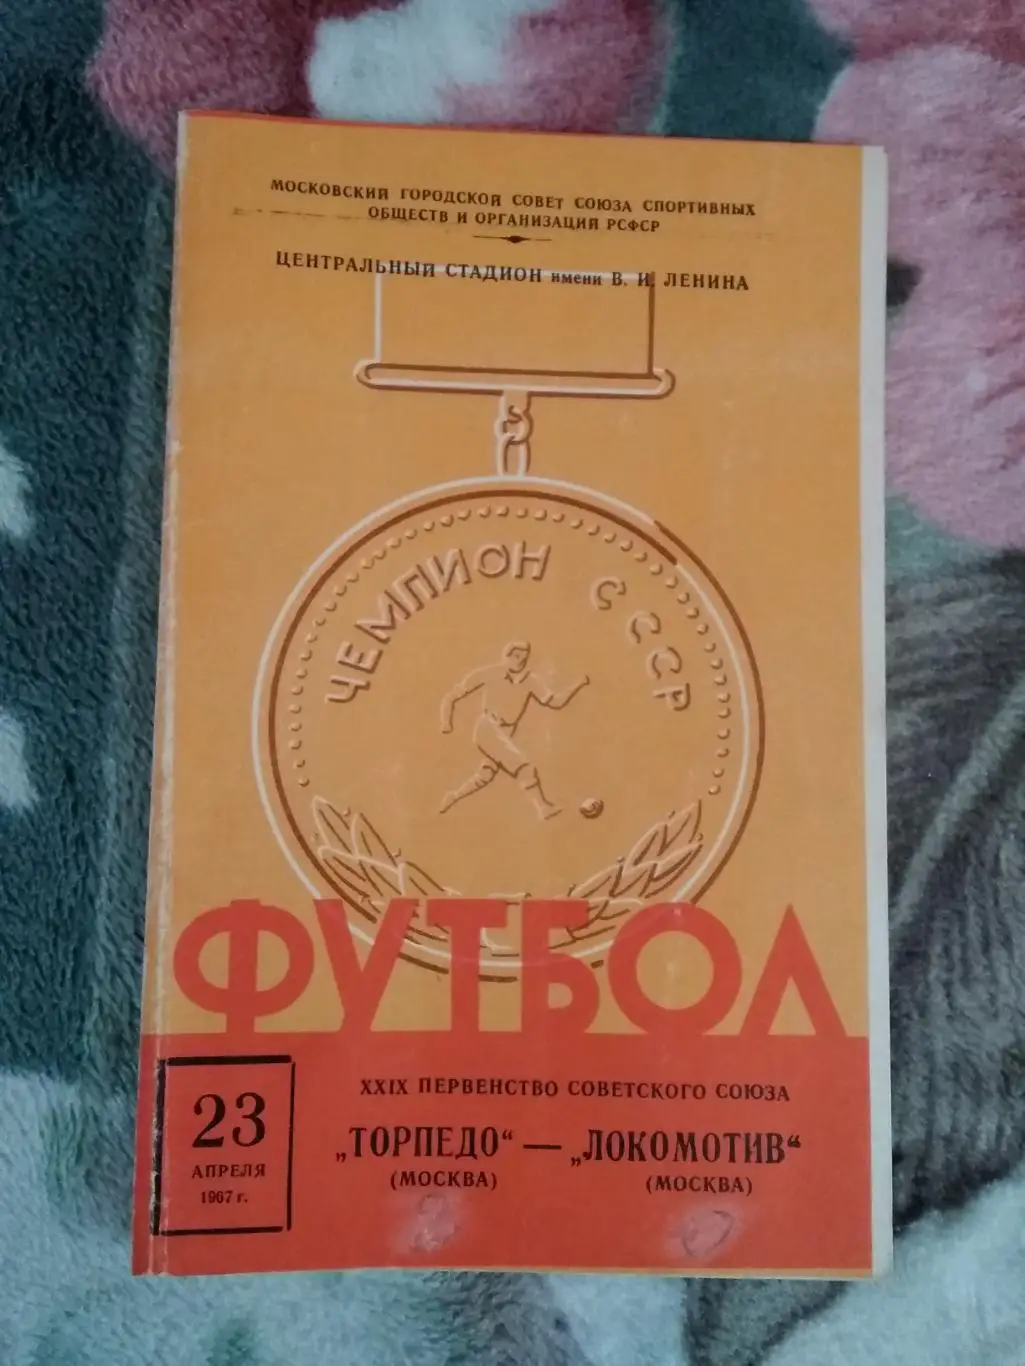 МОСКОВСКИЙ ГОРОДСКОЙ СОВЕТ СОЮЗА СПОРТИВНЫХ
ОБЩЕСТВ И ОРГАНИЗАЦИЙ РСФСР
ЦЕНТРАЛЬНЫЙ СТАДИОН имени В. И. ЛЕНИНА
ЧЕМПИОН СССР
ФУТБОЛ
23
АПРЕЛЯ
1967 г.
XXIX ПЕРВЕНСТВО СОВЕТСКОГО СОЮЗА
„ТОРПЕДО“ — „ЛОКОМОТИВ“
(МОСКВА) (МОСКВА)